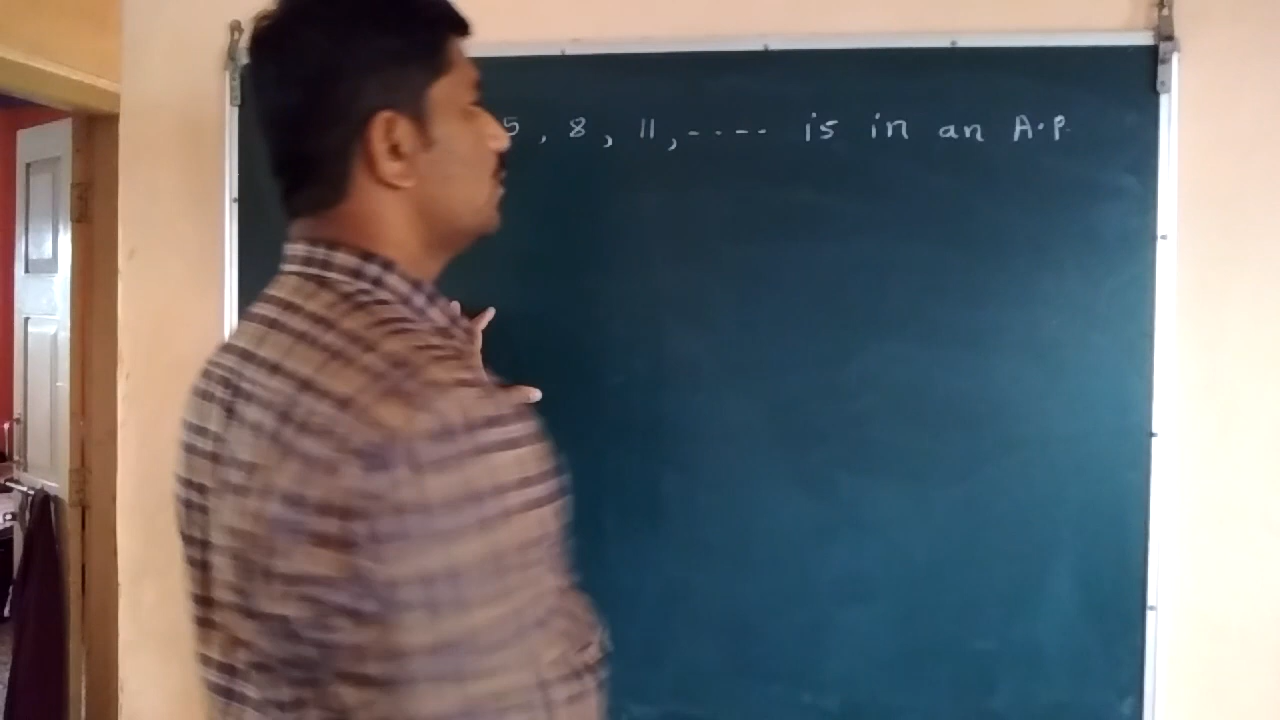 5 , 8 , 11 , ----- is in an A.P.